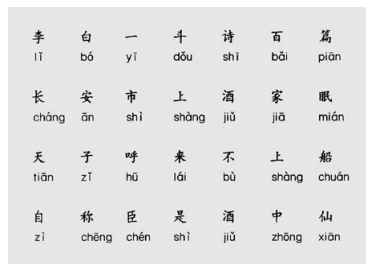 李 白 一 斗 诗 百 篇
lǐ bó yī dǒu shī bǎi piān
长 安 市 上 酒 家 眠
cháng ān shì shàng jiǔ jiā mián
天 子 呼 来 不 上 船
tiān zǐ hū lái bù shàng chuán
自 称 臣 是 酒 中 仙
zì chēng chén shì jiǔ zhōng xiān